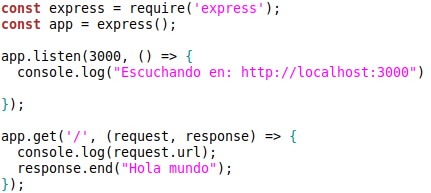 const express = require('express');
const app = express();

app.listen(3000, () => {
  console.log("Escuchando en: http://localhost:3000")

});

app.get('/', (request, response) => {
  console.log(request.url);
  response.end("Hola mundo");
});